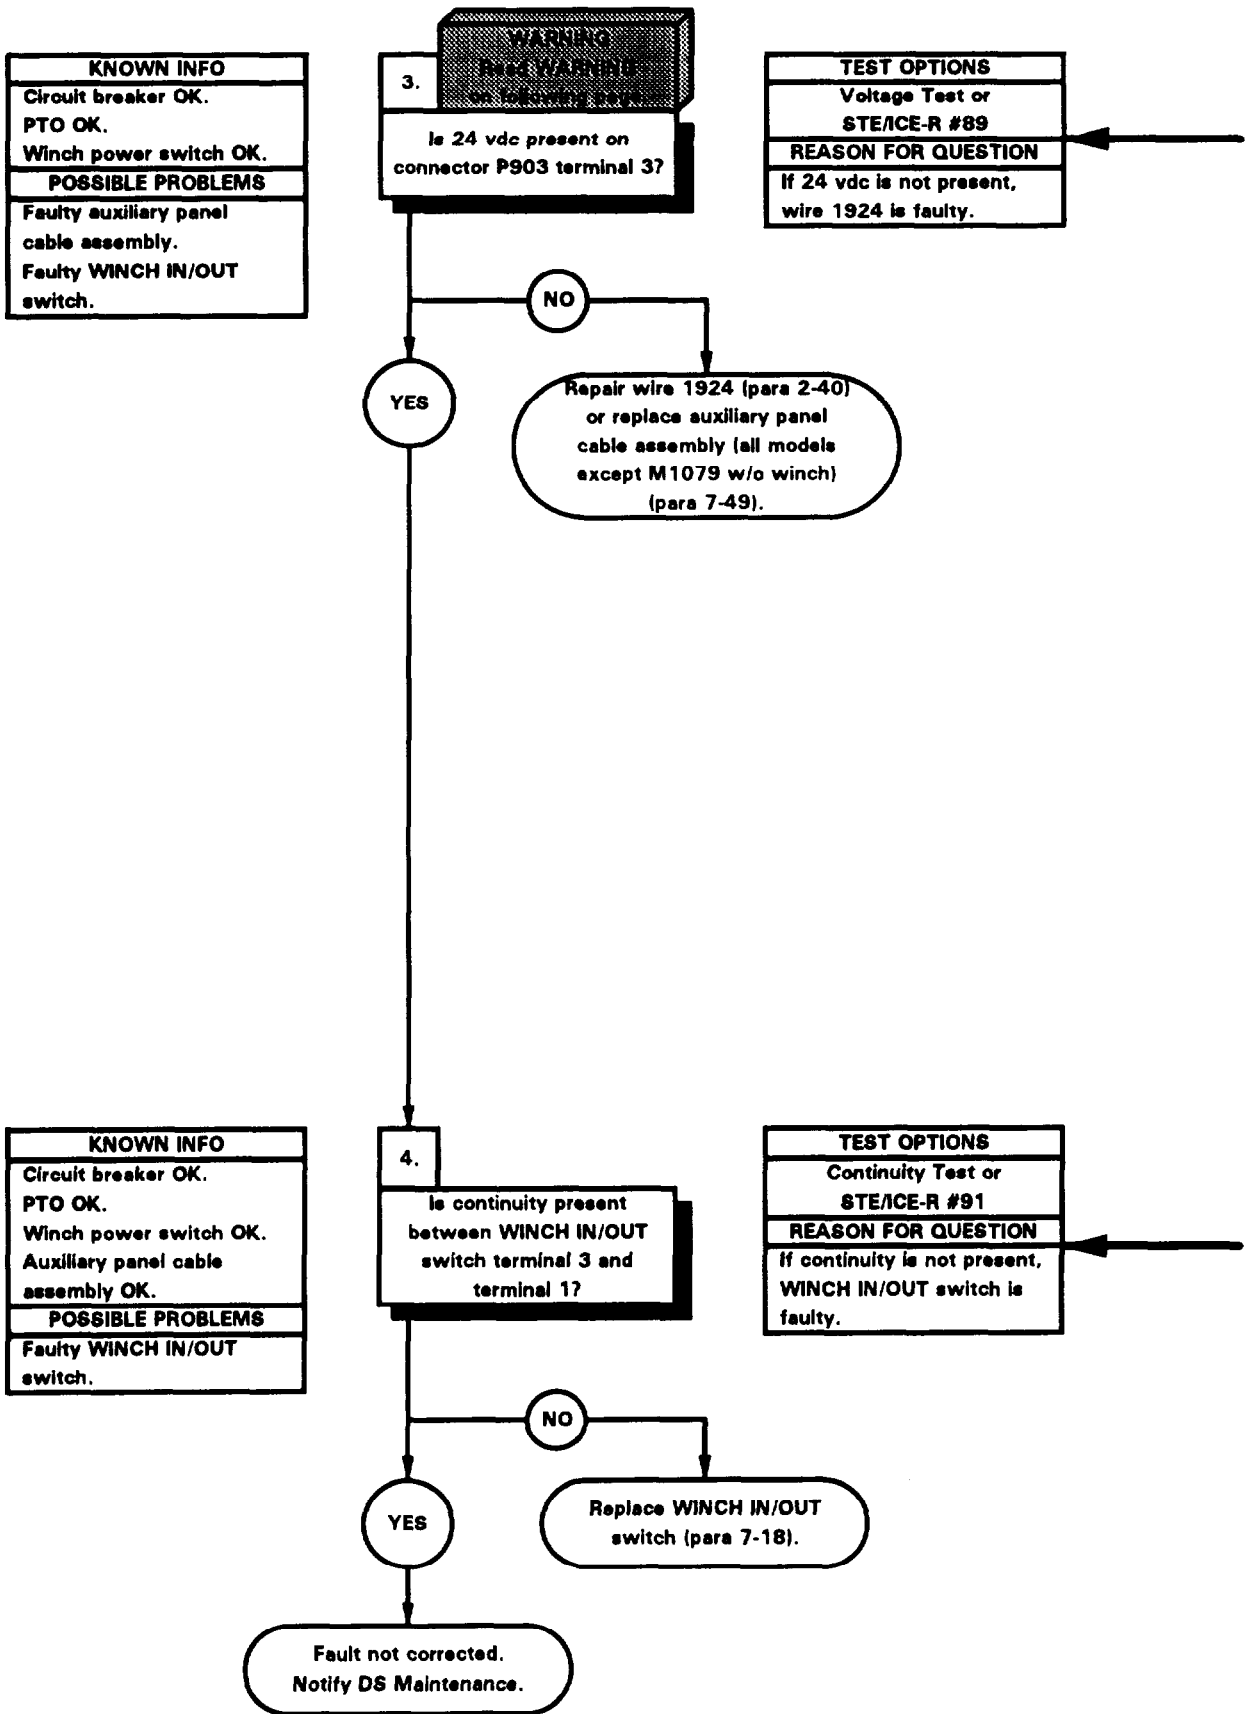 KNOWN INFO
Circuit breaker OK.
PTO OK.
Winch power switch OK.
POSSIBLE PROBLEMS
Faulty auxiliary panel
cable assembly.
Faulty WINCH IN/OUT
switch.
WARNING
Read WARNING
on following page.
3.
Is 24 vdc present on
connector P903 terminal 3?
TEST OPTIONS
Voltage Test or
STE/ICE-R #89
REASON FOR QUESTION
If 24 vdc is not present,
wire 1924 is faulty.
NO
YES
Repair wire 1924 (para 2-40)
or replace auxiliary panel
cable assembly (all models
except M1079 w/o winch)
(para 7-49).
KNOWN INFO
Circuit breaker OK.
PTO OK.
Winch power switch OK.
Auxiliary panel cable
assembly OK.
POSSIBLE PROBLEMS
Faulty WINCH IN/OUT
switch.
4.
Is continuity present
between WINCH IN/OUT
switch terminal 3 and
terminal 1?
TEST OPTIONS
Continuity Test or
STE/ICE-R #91
REASON FOR QUESTION
If continuity is not present,
WINCH IN/OUT switch is
faulty.
NO
YES
Replace WINCH IN/OUT
switch (para 7-18).
Fault not corrected.
Notify DS Maintenance.